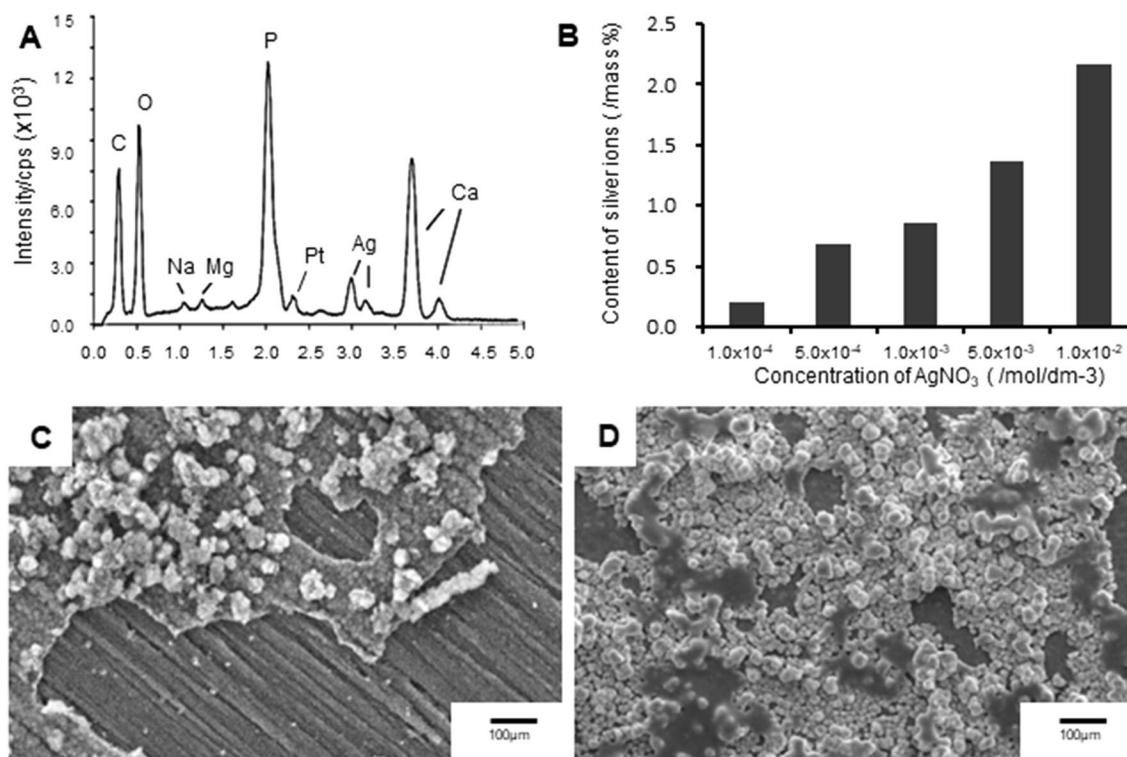 A
Intensity/cps (x10³)
15
12
9.0
6.0
3.0
0.0
C
O
Na
Mg
P
Pt
Ag
Ca
0.0 0.5 1.0 1.5 2.0 2.5 3.0 3.5 4.0 4.5 5.0
B
Content of silver ions ( /mass%)
2.5
2.0
1.5
1.0
0.5
0.0
1.0x10⁻⁴ 5.0x10⁻⁴ 1.0x10⁻³ 5.0x10⁻³ 1.0x10⁻²
Concentration of AgNO₃ ( /mol/dm-3)
C
100µm
D
100µm